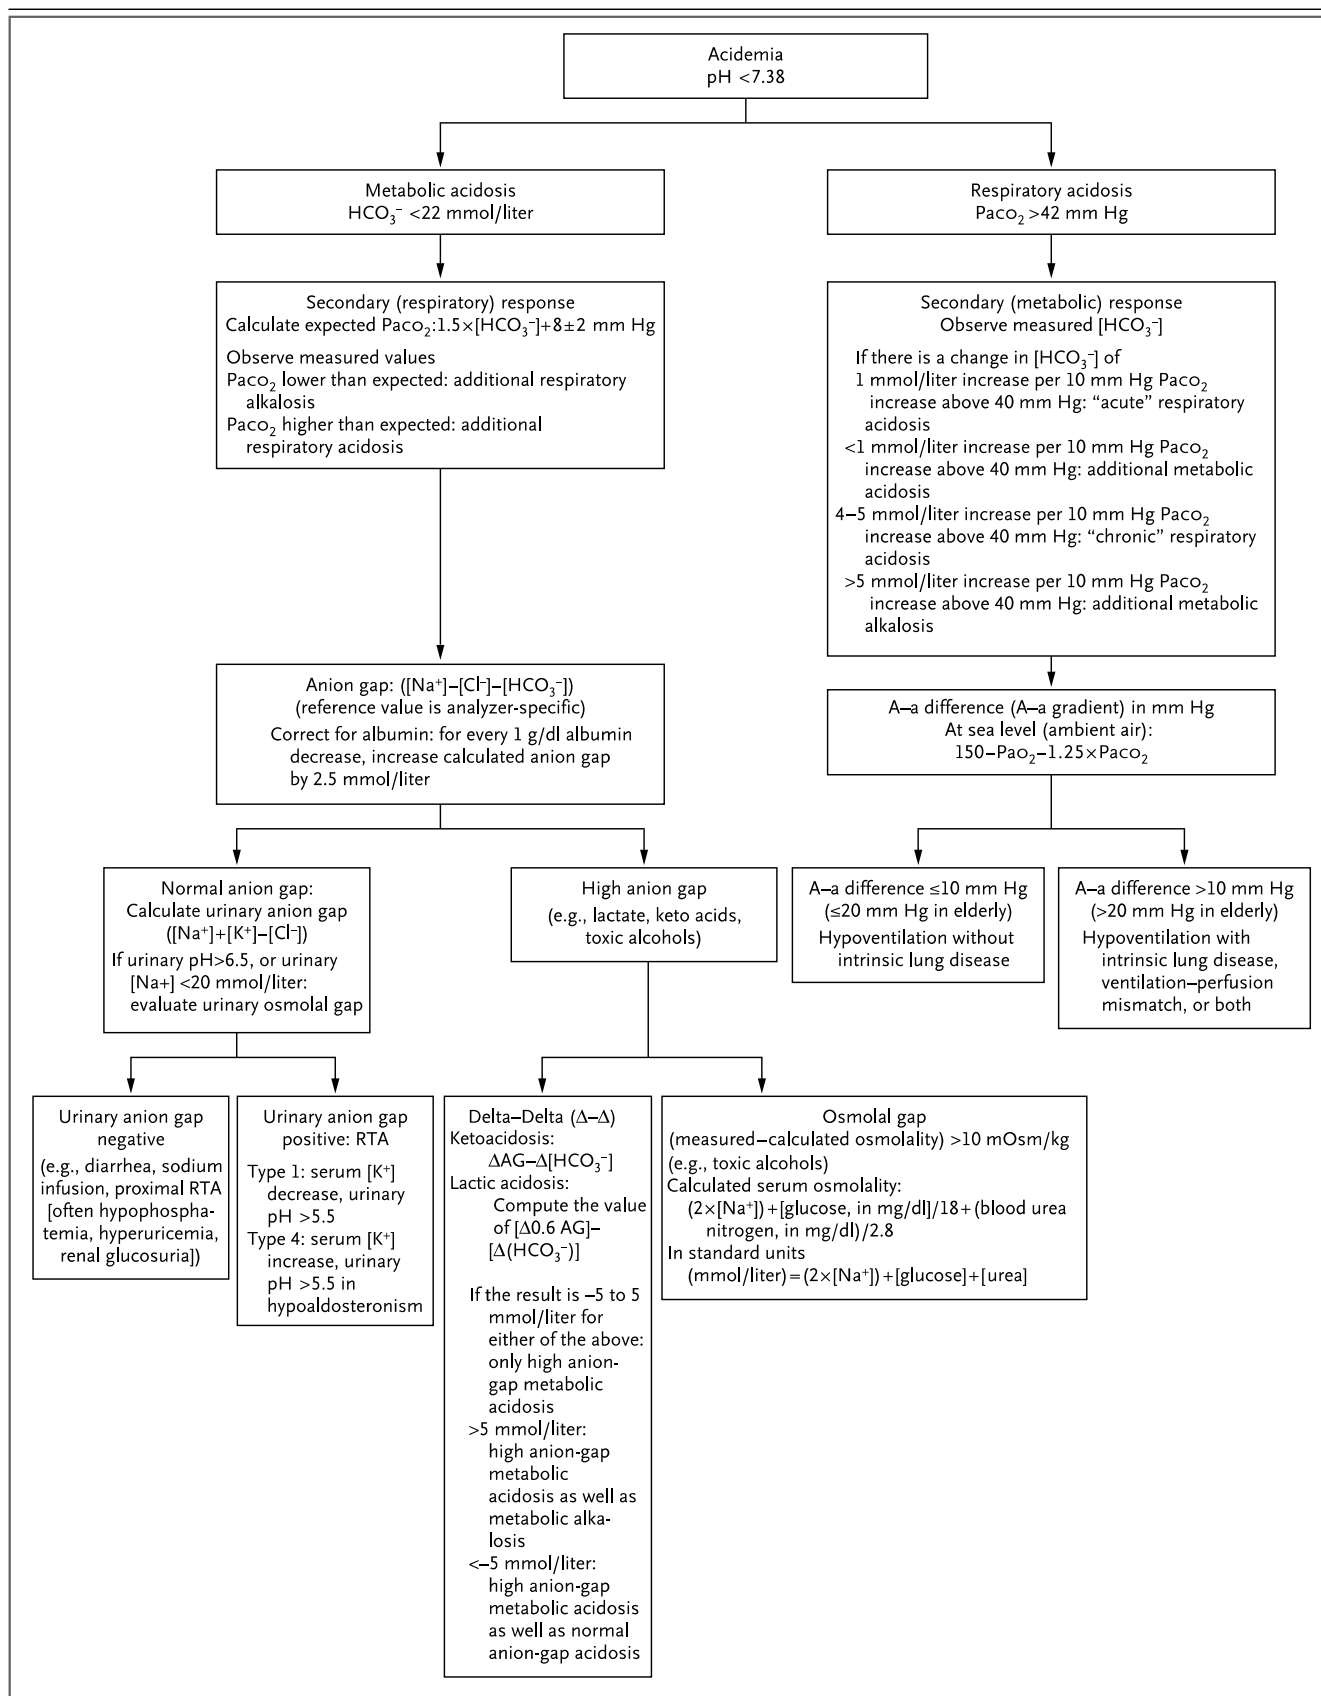 Acidemia
pH <7.38
Metabolic acidosis
HCO₃⁻ <22 mmol/liter
Respiratory acidosis
Paco₂ >42 mm Hg
Secondary (respiratory) response
Calculate expected Paco₂:1.5×[HCO₃⁻]+8±2 mm Hg
Observe measured values
Paco₂ lower than expected: additional respiratory
alkalosis
Paco₂ higher than expected: additional
respiratory acidosis
Secondary (metabolic) response
Observe measured [HCO₃⁻]
If there is a change in [HCO₃⁻] of
1 mmol/liter increase per 10 mm Hg Paco₂
increase above 40 mm Hg: “acute” respiratory
acidosis
<1 mmol/liter increase per 10 mm Hg Paco₂
increase above 40 mm Hg: additional metabolic
acidosis
4–5 mmol/liter increase per 10 mm Hg Paco₂
increase above 40 mm Hg: “chronic” respiratory
acidosis
>5 mmol/liter increase per 10 mm Hg Paco₂
increase above 40 mm Hg: additional metabolic
alkalosis
Anion gap: ([Na⁺]–[Cl⁻]–[HCO₃⁻])
(reference value is analyzer-specific)
Correct for albumin: for every 1 g/dl albumin
decrease, increase calculated anion gap
by 2.5 mmol/liter
A–a difference (A–a gradient) in mm Hg
At sea level (ambient air):
150–Pao₂–1.25×Paco₂
Normal anion gap:
Calculate urinary anion gap
([Na⁺]+[K⁺]–[Cl⁻])
If urinary pH>6.5, or urinary
[Na+] <20 mmol/liter:
evaluate urinary osmolal gap
High anion gap
(e.g., lactate, keto acids,
toxic alcohols)
A–a difference ≤10 mm Hg
(≤20 mm Hg in elderly)
Hypoventilation without
intrinsic lung disease
A–a difference >10 mm Hg
(>20 mm Hg in elderly)
Hypoventilation with
intrinsic lung disease,
ventilation–perfusion
mismatch, or both
Urinary anion gap
negative
(e.g., diarrhea, sodium
infusion, proximal RTA
[often hypophospha-
temia, hyperuricemia,
renal glucosuria])
Urinary anion gap
positive: RTA
Type 1: serum [K⁺]
decrease, urinary
pH >5.5
Type 4: serum [K⁺]
increase, urinary
pH >5.5 in
hypoaldosteronism
Delta–Delta (Δ–Δ)
Ketoacidosis:
ΔAG–Δ[HCO₃⁻]
Lactic acidosis:
Compute the value
of [Δ0.6 AG]–
[Δ(HCO₃⁻)]
If the result is –5 to 5
mmol/liter for
either of the above:
only high anion-
gap metabolic
acidosis
>5 mmol/liter:
high anion-gap
metabolic
acidosis as well as
metabolic alka-
losis
<–5 mmol/liter:
high anion-gap
metabolic acidosis
as well as normal
anion-gap acidosis
Osmolal gap
(measured–calculated osmolality) >10 mOsm/kg
(e.g., toxic alcohols)
Calculated serum osmolality:
(2×[Na⁺])+[glucose, in mg/dl]/18+(blood urea
nitrogen, in mg/dl)/2.8
In standard units
(mmol/liter)=(2×[Na⁺])+[glucose]+[urea]